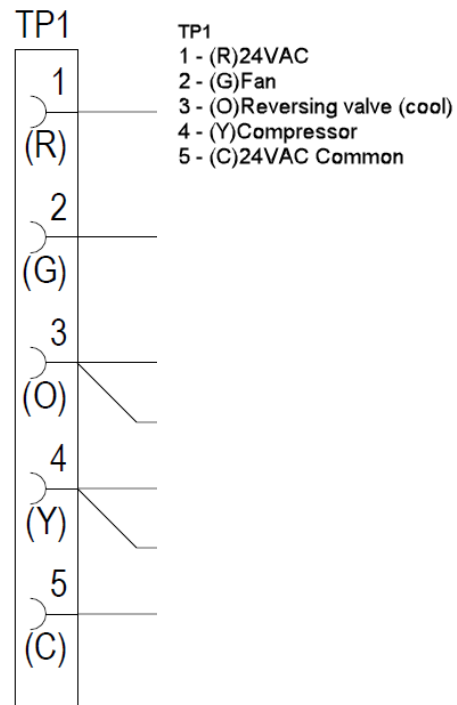 TP1
1
(R)
2
(G)
3
(O)
4
(Y)
5
(C)
TP1
1 - (R)24VAC
2 - (G)Fan
3 - (O)Reversing valve (cool)
4 - (Y)Compressor
5 - (C)24VAC Common